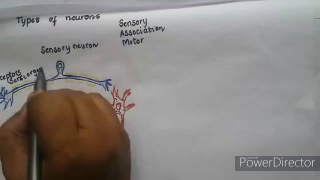 Types of neurons
Sensory
Association
Motor
Sensory neuron
PowerDirector